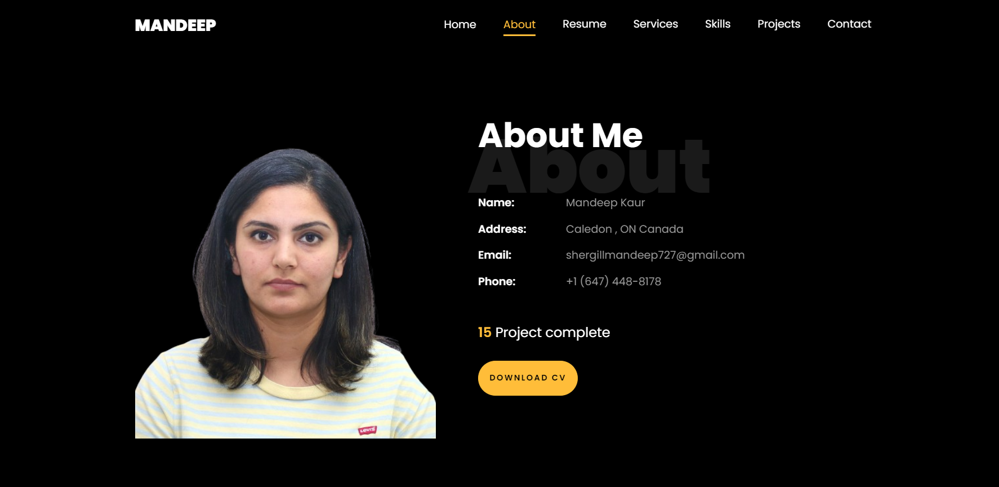 MANDEEP
Home About Resume Services Skills Projects Contact
About Me
About
Name: Mandeep Kaur
Address: Caledon , ON Canada
Email: shergillmandeep727@gmail.com
Phone: +1 (647) 448-8178
15 Project complete
DOWNLOAD CV
Levi's